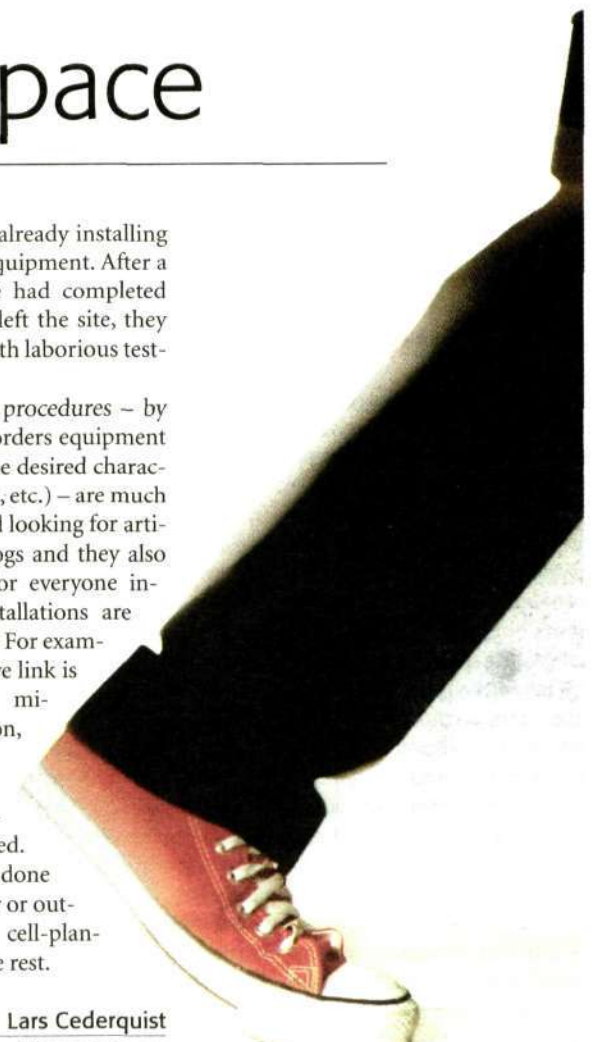 pace
already installing
quipment. After a
had completed
left the site, they
th laborious test-
procedures – by
orders equipment
e desired charac-
, etc.) – are much
l looking for arti-
ogs and they also
or everyone in-
tallations are
For exam-
e link is
mi-
on,
ed.
done
or out-
cell-plan-
rest.
Lars Cederquist